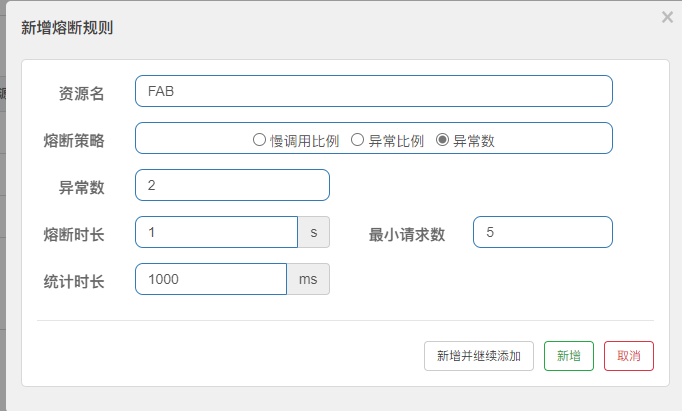 新增熔断规则
×
资源名 FAB
熔断策略 慢调用比例 异常比例 异常数
异常数 2
熔断时长 1 s 最小请求数 5
统计时长 1000 ms
新增并继续添加 新增 取消